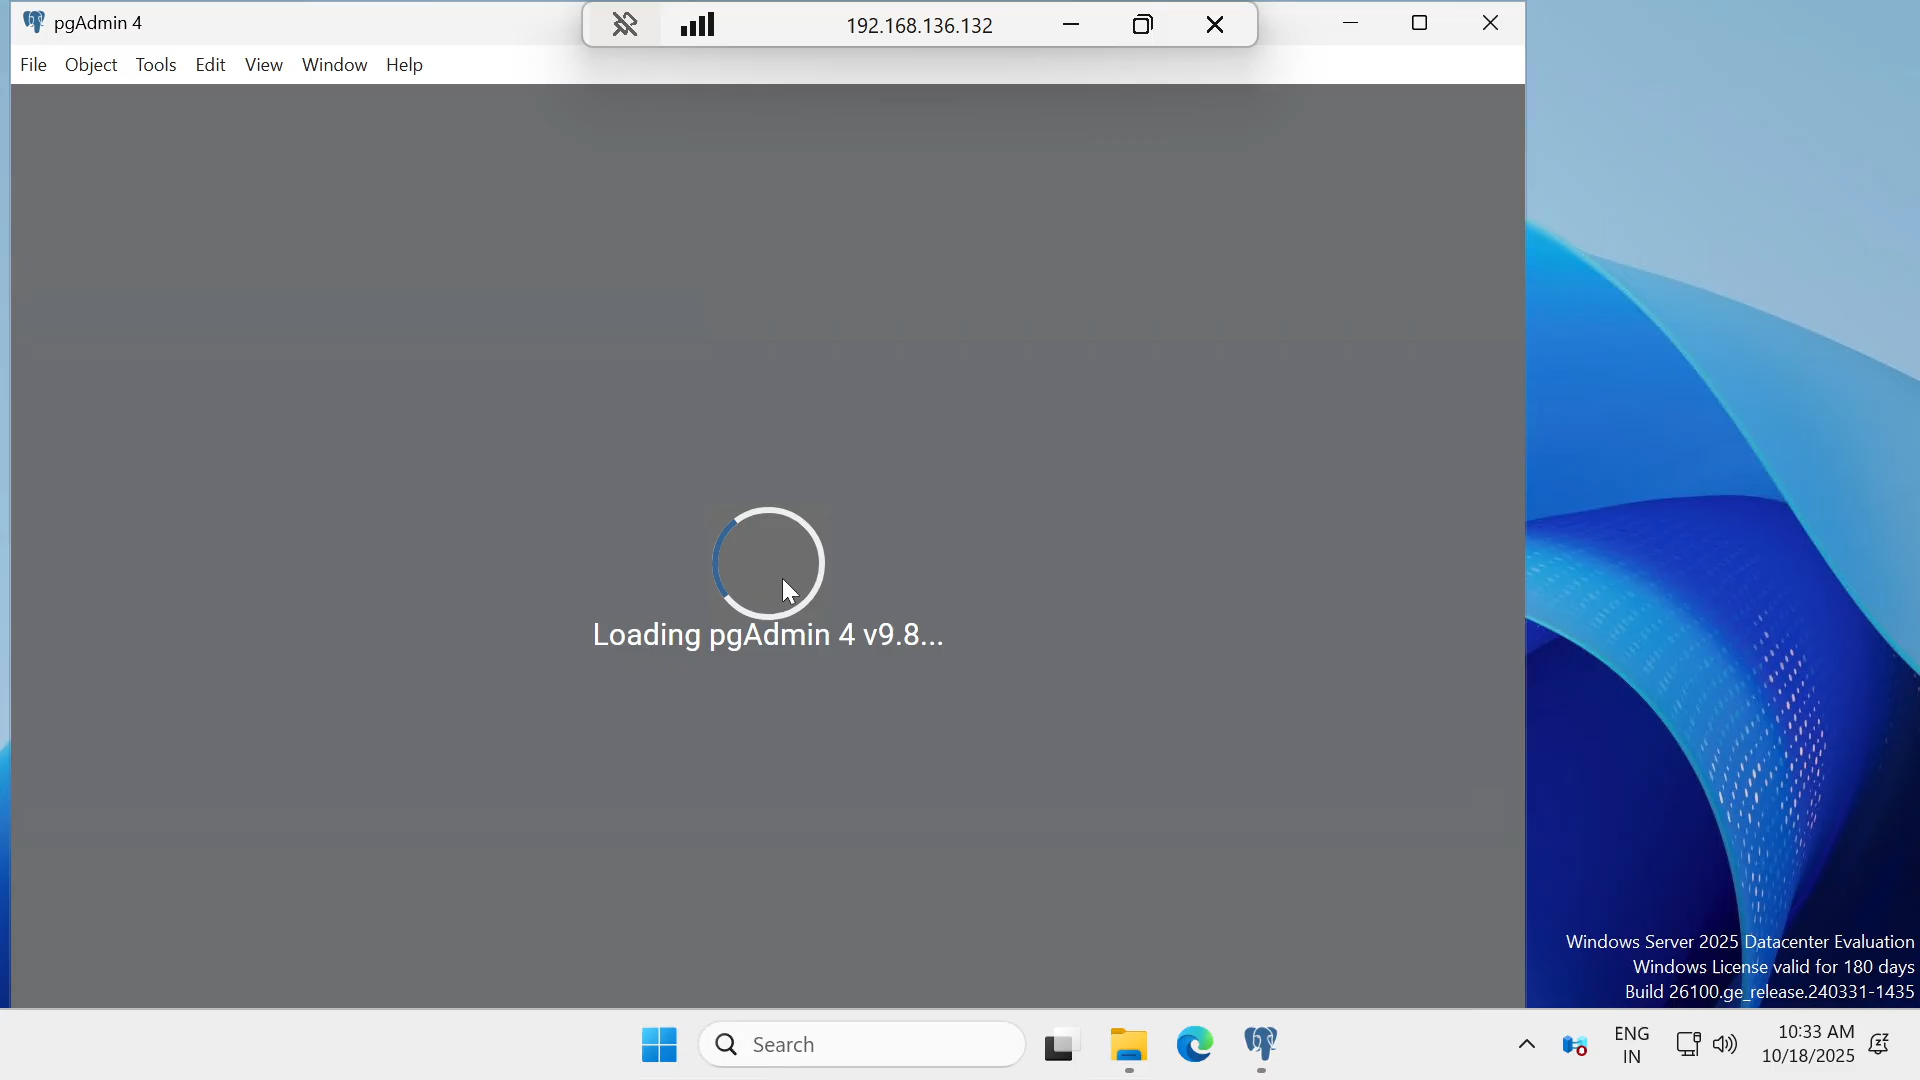 pgAdmin 4
192.168.136.132
File Object Tools Edit View Window Help
Loading pgAdmin 4 v9.8...
Windows Server 2025 Datacenter Evaluation
Windows License valid for 180 days
Build 26100.ge_release.240331-1435
Search
ENG
IN
10:33 AM
10/18/2025